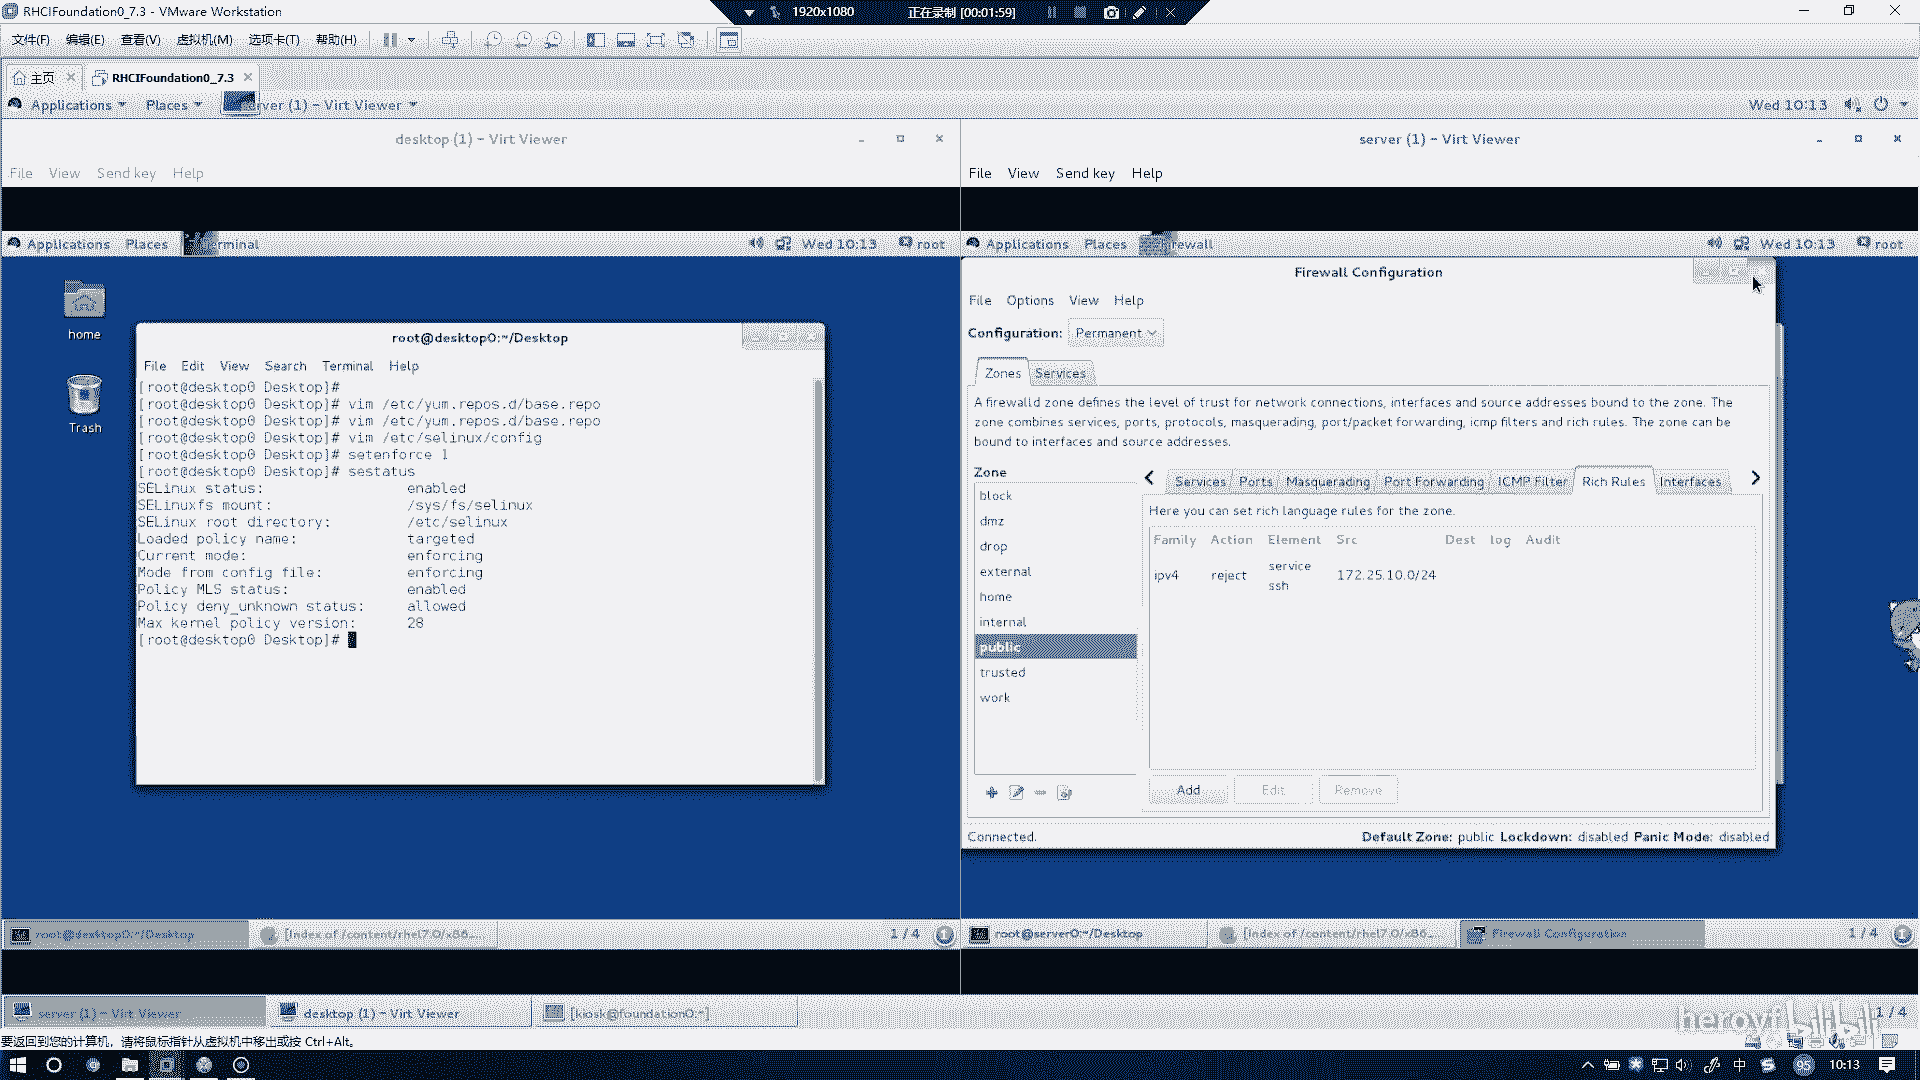 RHCIFoundation0_7.3 - VMware Workstation
1920x1080
正在录制 [00:01:59]
文件(F) 编辑(E) 查看(V) 虚拟机(M) 选项卡(T) 帮助(H)
主页
RHCIFoundation0_7.3
Applications Places server (1) - Virt Viewer
Wed 10:13
desktop (1) - Virt Viewer
File View Send key Help
Applications Places Terminal
Wed 10:13 root
home
Trash
root@desktop0:~/Desktop
File Edit View Search Terminal Help
[root@desktop0 Desktop]#
[root@desktop0 Desktop]# vim /etc/yum.repos.d/base.repo
[root@desktop0 Desktop]# vim /etc/yum.repos.d/base.repo
[root@desktop0 Desktop]# vim /etc/selinux/config
[root@desktop0 Desktop]# setenforce 1
[root@desktop0 Desktop]# sestatus
SELinux status: enabled
SELinuxfs mount: /sys/fs/selinux
SELinux root directory: /etc/selinux
Loaded policy name: targeted
Current mode: enforcing
Mode from config file: enforcing
Policy MLS status: enabled
Policy deny_unknown status: allowed
Max kernel policy version: 28
[root@desktop0 Desktop]#
root@desktop0:~/Desktop
[Index of /content/rhel7.0/x86_...
1 / 4
1
server (1) - Virt Viewer
File View Send key Help
Applications Places Firewall
Wed 10:13 root
Firewall Configuration
File Options View Help
Configuration: Permanent
Zones Services
A firewalld zone defines the level of trust for network connections, interfaces and source addresses bound to the zone. The
zone combines services, ports, protocols, masquerading, port/packet forwarding, icmp filters and rich rules. The zone can be
bound to interfaces and source addresses.
Zone
block
dmz
drop
external
home
internal
public
trusted
work
Services Ports Masquerading Port Forwarding ICMP Filter Rich Rules Interfaces
Here you can set rich language rules for the zone.
Family Action Element Src Dest log Audit
ipv4 reject service ssh 172.25.10.0/24
Add Edit Remove
Connected.
Default Zone: public Lockdown: disabled Panic Mode: disabled
root@server0:~/Desktop
[Index of /content/rhel7.0/x86_...
Firewall Configuration
1 / 4
1
server (1) - Virt Viewer
desktop (1) - Virt Viewer
[kiosk@foundation0:~]
1 / 4
要返回到您的计算机，请将鼠标指针从虚拟机中移出或按 Ctrl+Alt。
中
95
10:13